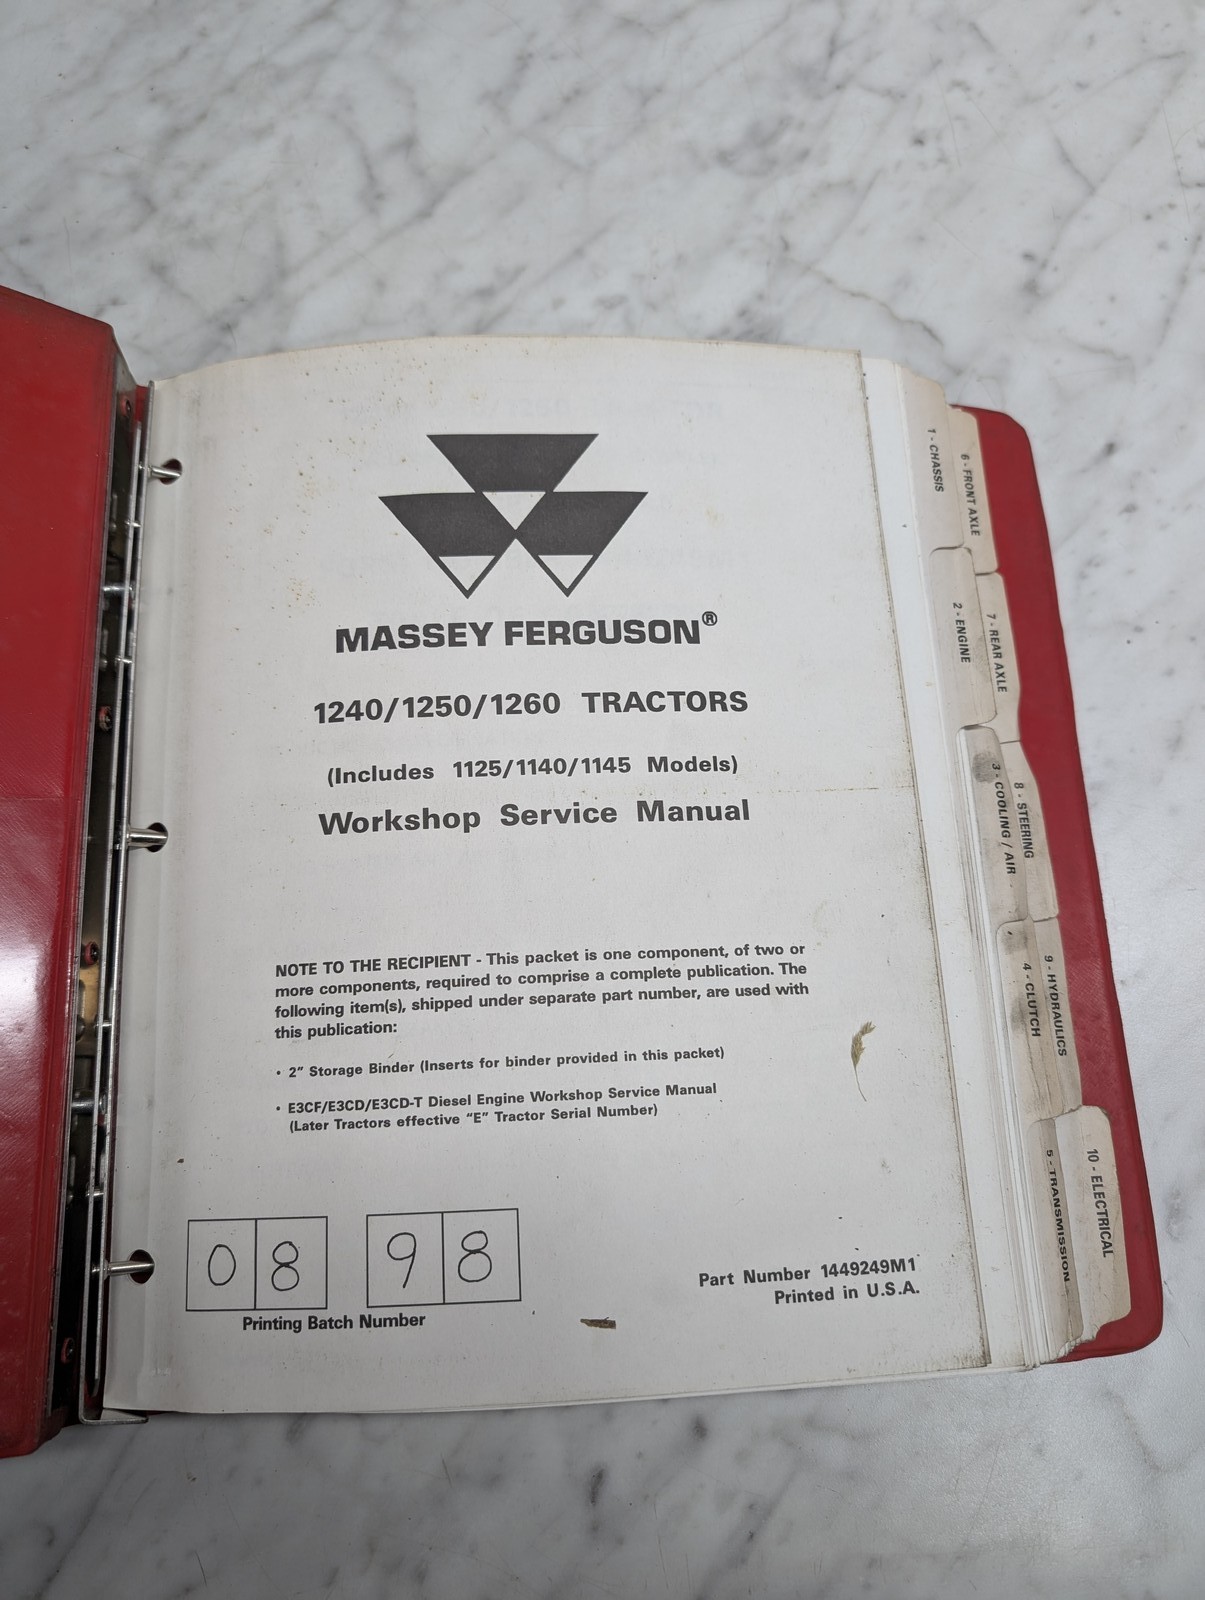 MASSEY FERGUSON®
1240/1250/1260 TRACTORS
(Includes 1125/1140/1145 Models)
Workshop Service Manual
NOTE TO THE RECIPIENT - This packet is one component, of two or
more components, required to comprise a complete publication. The
following item(s), shipped under separate part number, are used with
this publication:
• 2" Storage Binder (Inserts for binder provided in this packet)
• E3CF/E3CD/E3CD-T Diesel Engine Workshop Service Manual
(Later Tractors effective "E" Tractor Serial Number)
08 98
Printing Batch Number
Part Number 1449249M1
Printed in U.S.A.
1 - CHASSIS
2 - ENGINE
3 - COOLING / AIR
4 - CLUTCH
5 - TRANSMISSION
6 - FRONT AXLE
7 - REAR AXLE
8 - STEERING
9 - HYDRAULICS
10 - ELECTRICAL